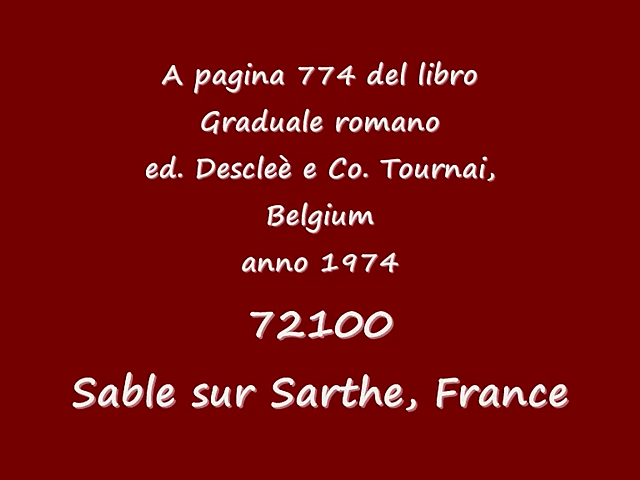 A pagina 774 del libro
Graduale romano
ed. Descleè e Co. Tournai,
Belgium
anno 1974
72100
Sable sur Sarthe, France